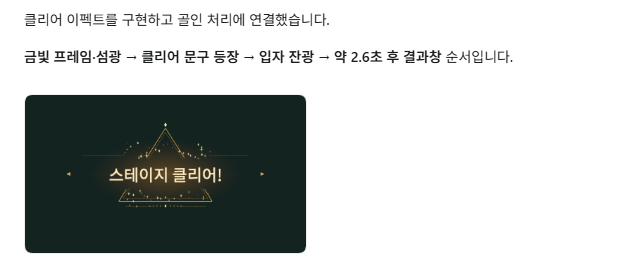 클리어 이펙트를 구현하고 골인 처리에 연결했습니다.
금빛 프레임·섬광 → 클리어 문구 등장 → 입자 잔광 → 약 2.6초 후 결과창 순서입니다.
스테이지 클리어!